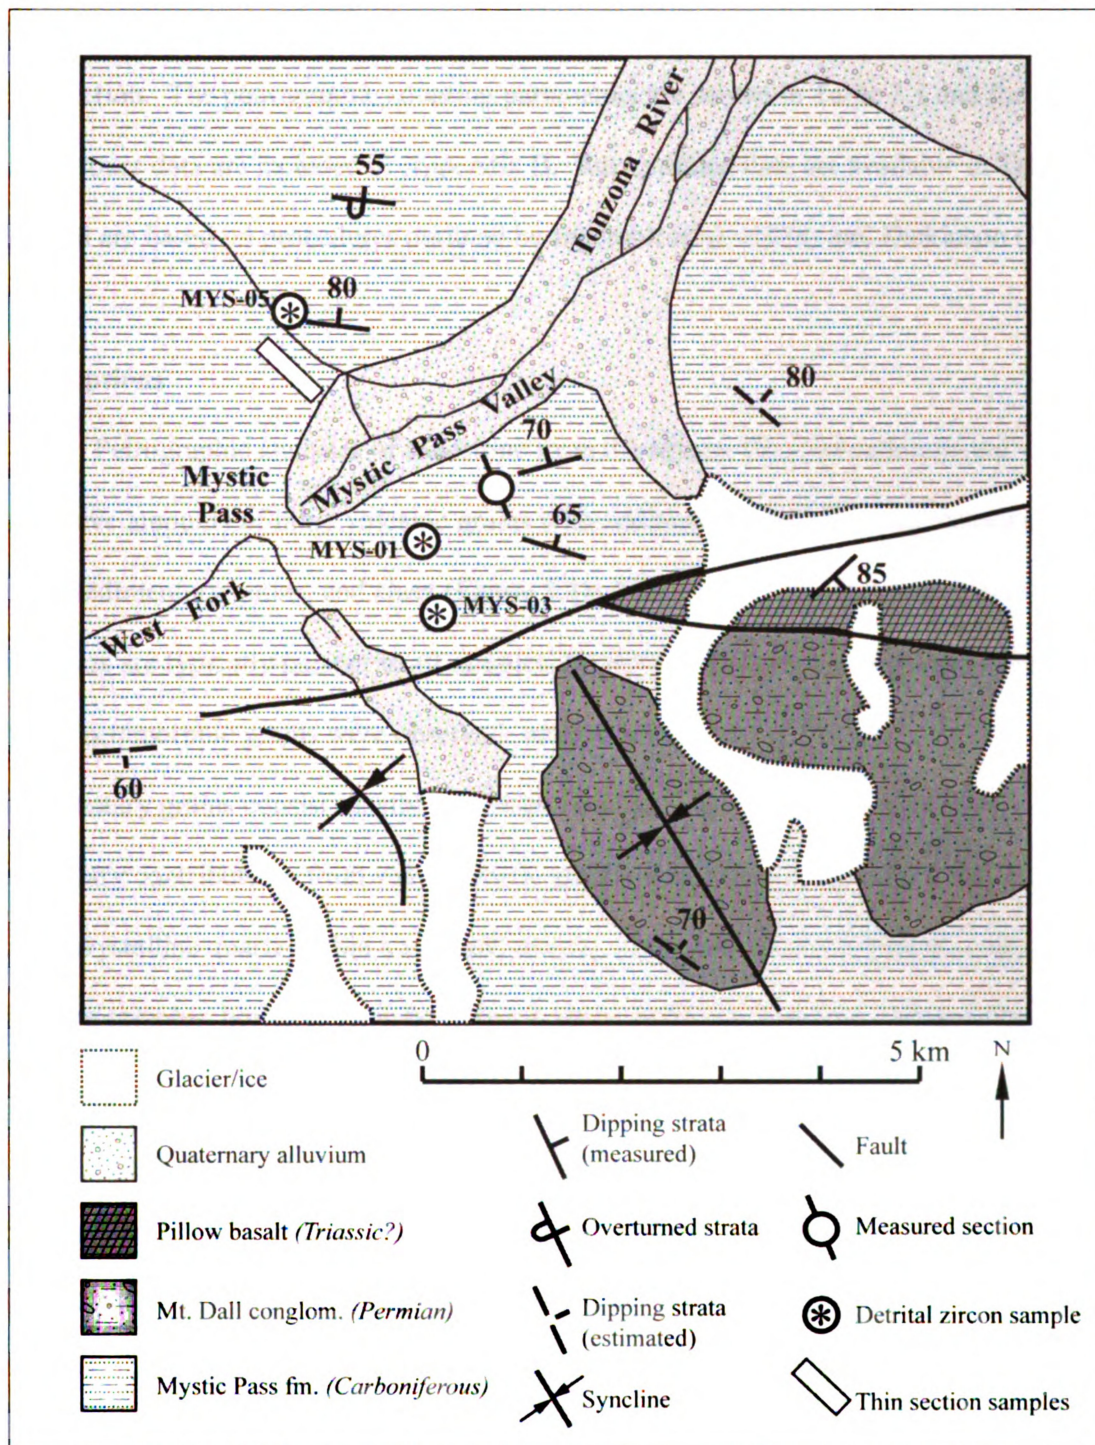 Tonzona River
55
MYS-05
80
80
Mystic Pass Valley
70
Mystic
Pass
65
MYS-01
85
West Fork
MYS-03
60
70
0
5 km
N
Glacier/ice
Dipping strata
(measured)
Fault
Quaternary alluvium
Pillow basalt (Triassic?)
Overturned strata
Measured section
Mt. Dall conglom. (Permian)
Dipping strata
(estimated)
Detrital zircon sample
Mystic Pass fm. (Carboniferous)
Syncline
Thin section samples